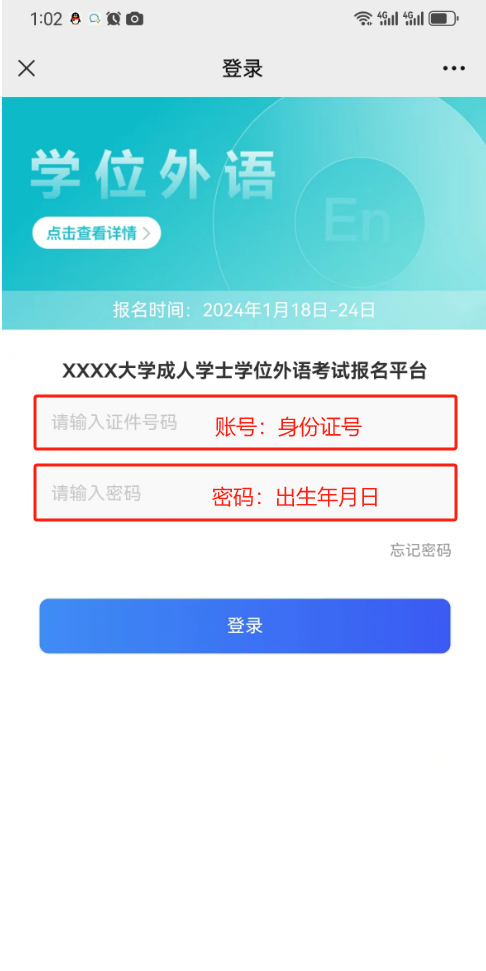 1:02 4G 4G
登录
学位外语
En
点击查看详情 >
报名时间：2024年1月18日-24日
XXXX大学成人学士学位外语考试报名平台
请输入证件号码 账号：身份证号
请输入密码 密码：出生年月日
忘记密码
登录